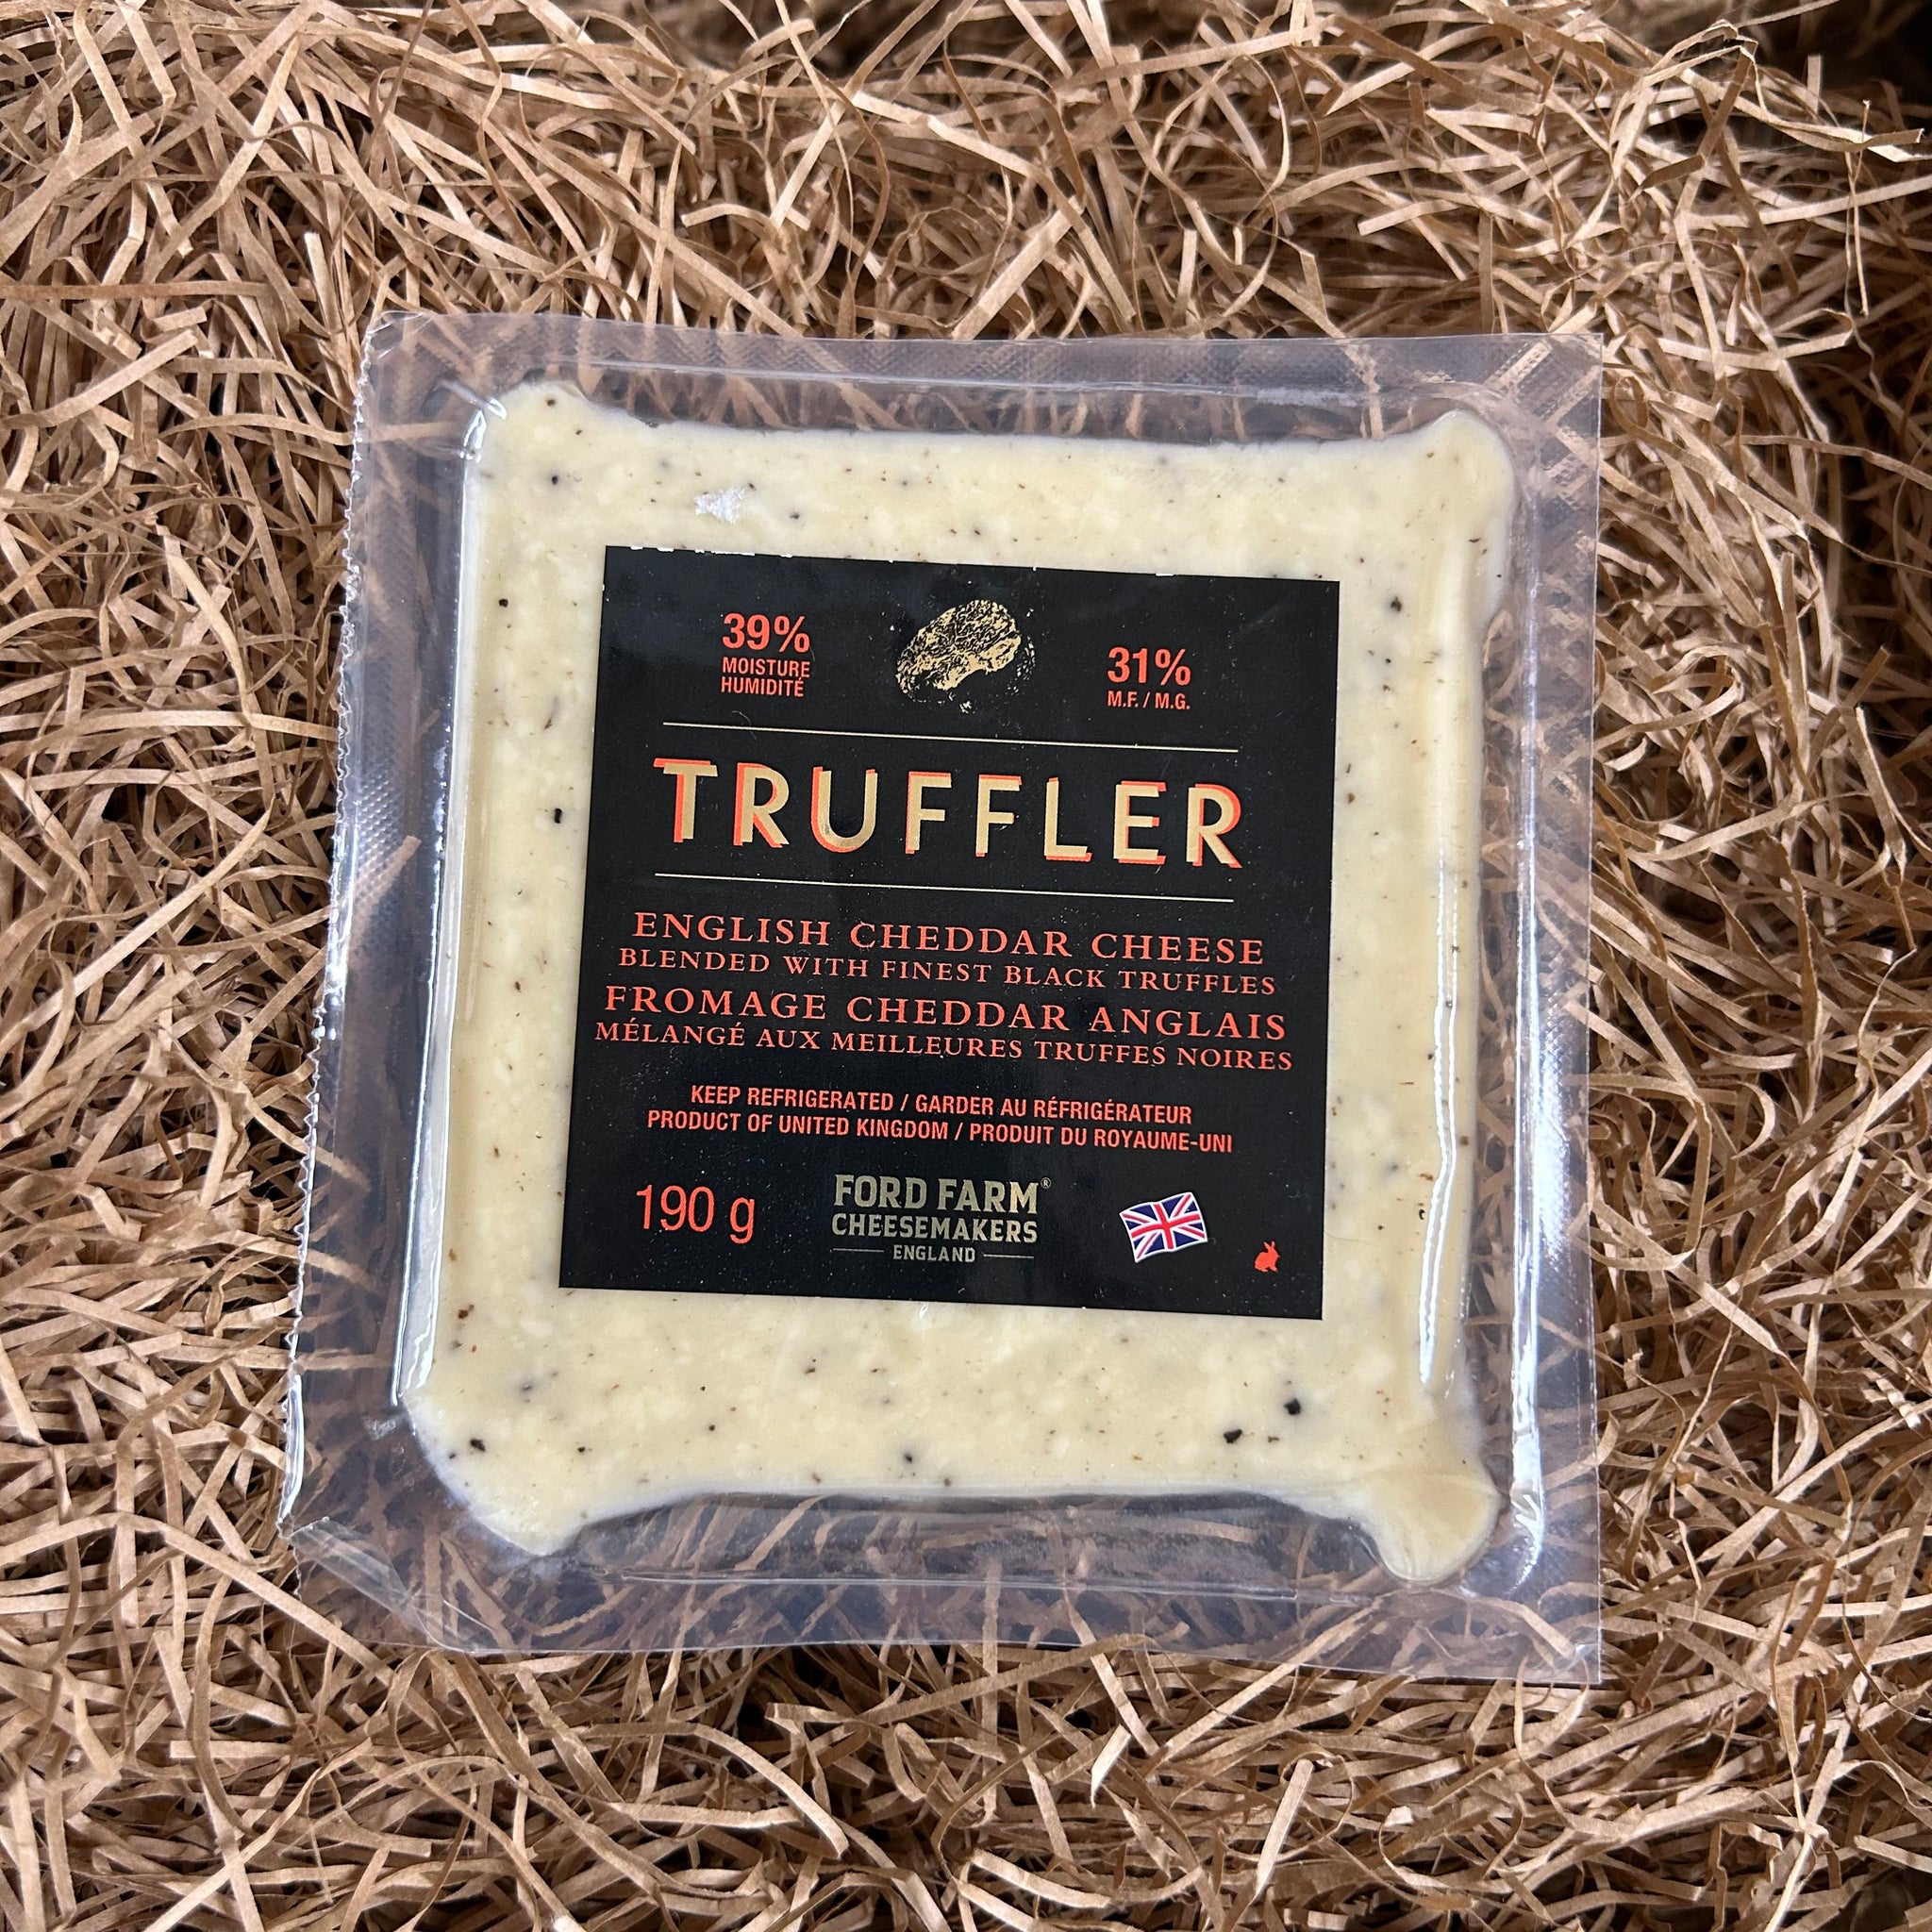 39%
MOISTURE
HUMIDITÉ
31%
M.F. / M.G.
TRUFFLER
ENGLISH CHEDDAR CHEESE
BLENDED WITH FINEST BLACK TRUFFLES
FROMAGE CHEDDAR ANGLAIS
MÉLANGÉ AUX MEILLEURES TRUFFES NOIRES
KEEP REFRIGERATED / GARDER AU RÉFRIGÉRATEUR
PRODUCT OF UNITED KINGDOM / PRODUIT DU ROYAUME-UNI
190 g
FORD FARM®
CHEESEMAKERS
ENGLAND